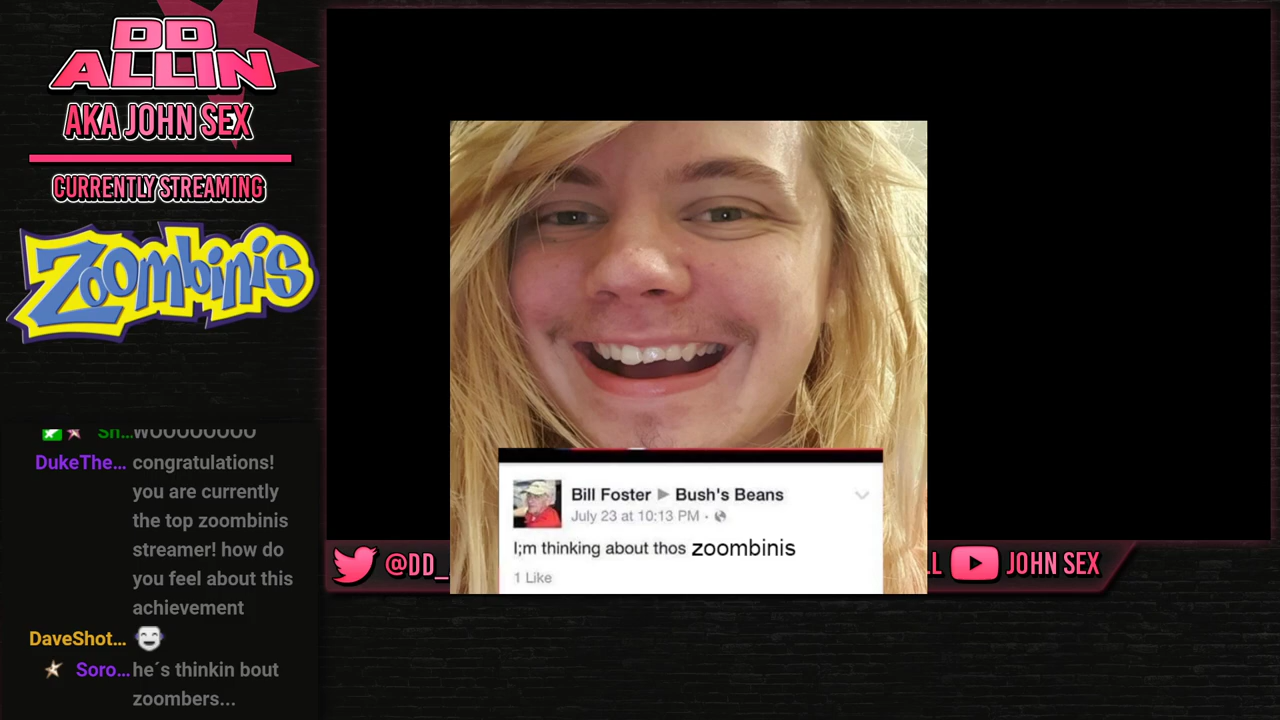 DD
ALLIN
AKA JOHN SEX
CURRENTLY STREAMING
Zoombinis
WOOOOOOOO
DukeThe... congratulations!
you are currently
the top zoombinis
streamer! how do
you feel about this
achievement
DaveShot...
Soro... he´s thinkin bout
zoombers...
Bill Foster ▶ Bush's Beans
July 23 at 10:13 PM ·
I;m thinking about thos zoombinis
1 Like
@DD_
JOHN SEX